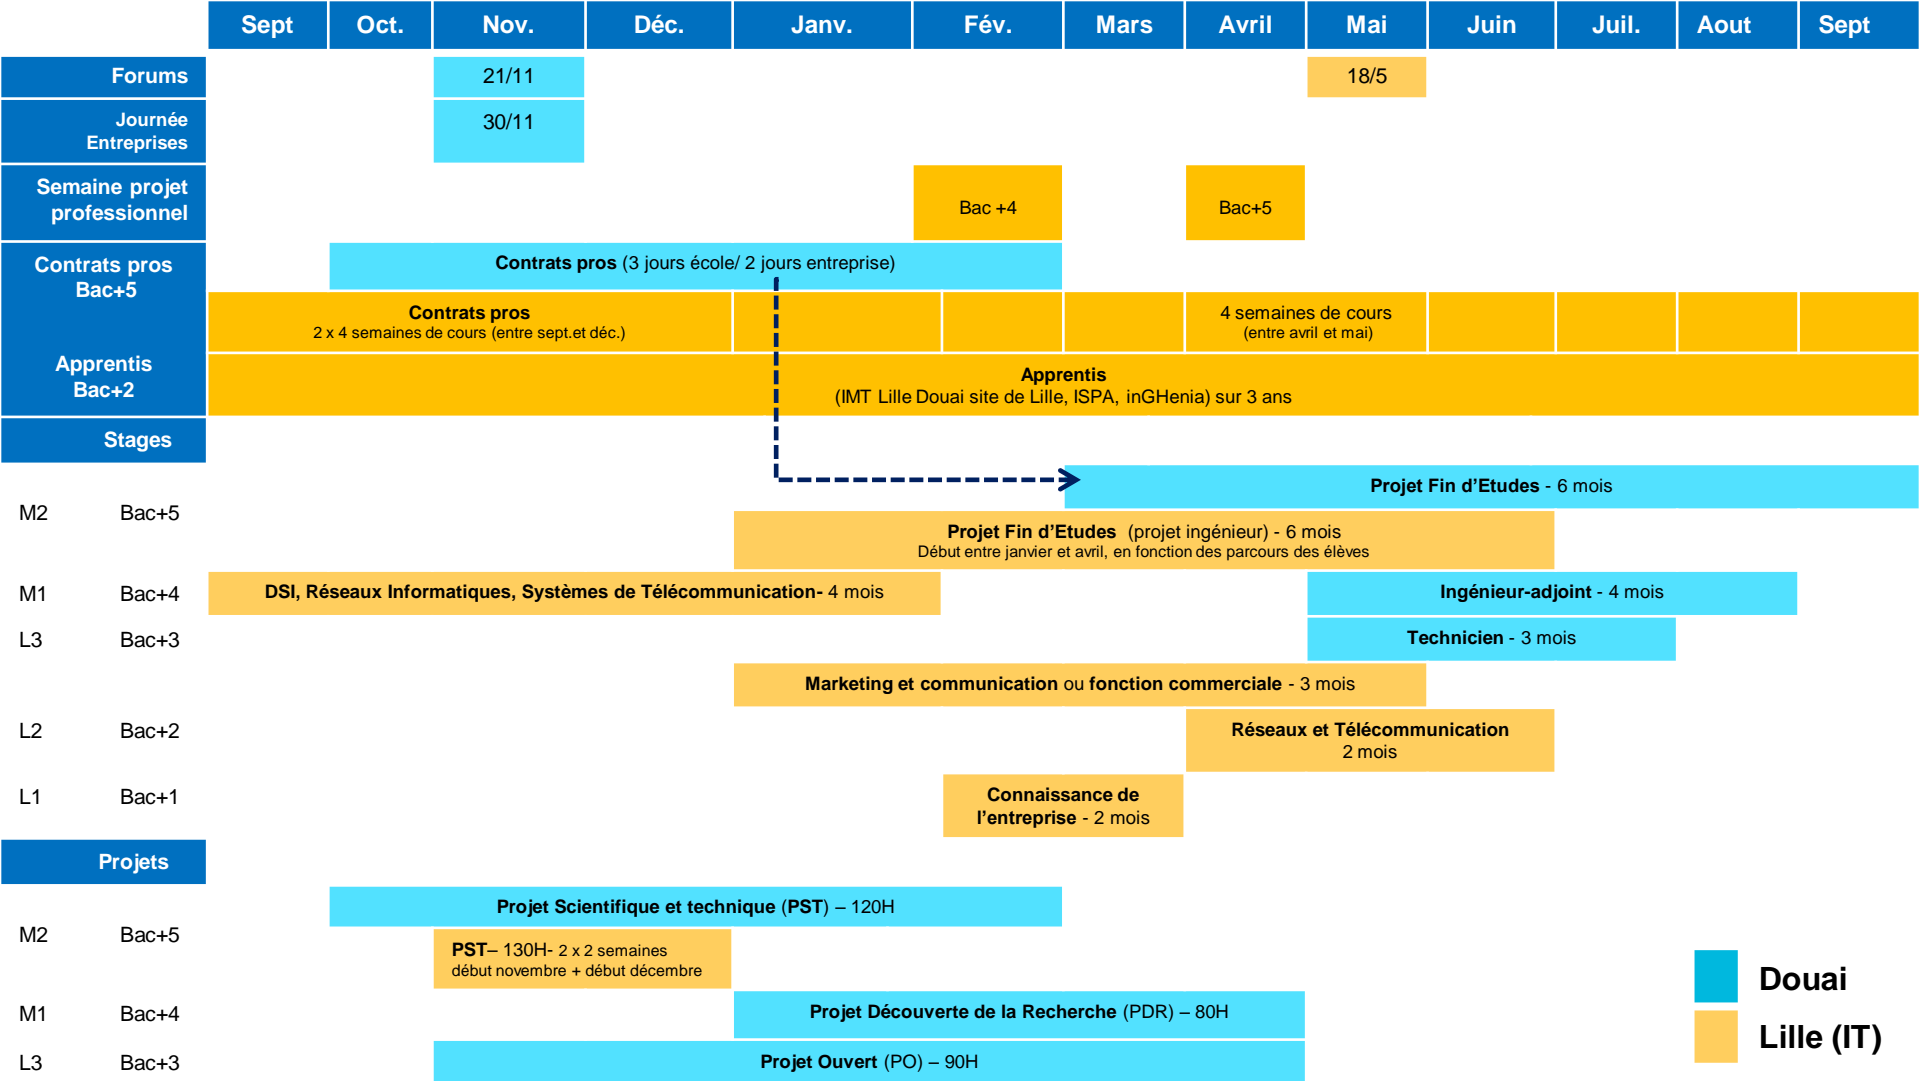 Sept Oct. Nov. Déc. Janv. Fév. Mars Avril Mai Juin Juil. Aout Sept
Forums 21/11 18/5
Journée
Entreprises
30/11
Semaine projet
professionnel
Bac +4 Bac+5
Contrats pros
Bac+5
Contrats pros (3 jours école/ 2 jours entreprise)
Contrats pros
2 x 4 semaines de cours (entre sept.et déc.)
4 semaines de cours
(entre avril et mai)
Apprentis
Bac+2
Apprentis
(IMT Lille Douai site de Lille, ISPA, inGHenia) sur 3 ans
Stages
M2 Bac+5
Projet Fin d’Etudes - 6 mois
Projet Fin d’Etudes (projet ingénieur) - 6 mois
Début entre janvier et avril, en fonction des parcours des élèves
M1 Bac+4 DSI, Réseaux Informatiques, Systèmes de Télécommunication- 4 mois Ingénieur-adjoint - 4 mois
L3 Bac+3 Technicien - 3 mois
Marketing et communication ou fonction commerciale - 3 mois
L2 Bac+2
Réseaux et Télécommunication
2 mois
L1 Bac+1
Connaissance de
l’entreprise - 2 mois
Projets
M2 Bac+5
Projet Scientifique et technique (PST) – 120H
PST– 130H- 2 x 2 semaines
début novembre + début décembre
M1 Bac+4 Projet Découverte de la Recherche (PDR) – 80H
L3 Bac+3 Projet Ouvert (PO) – 90H
Douai
Lille (IT)